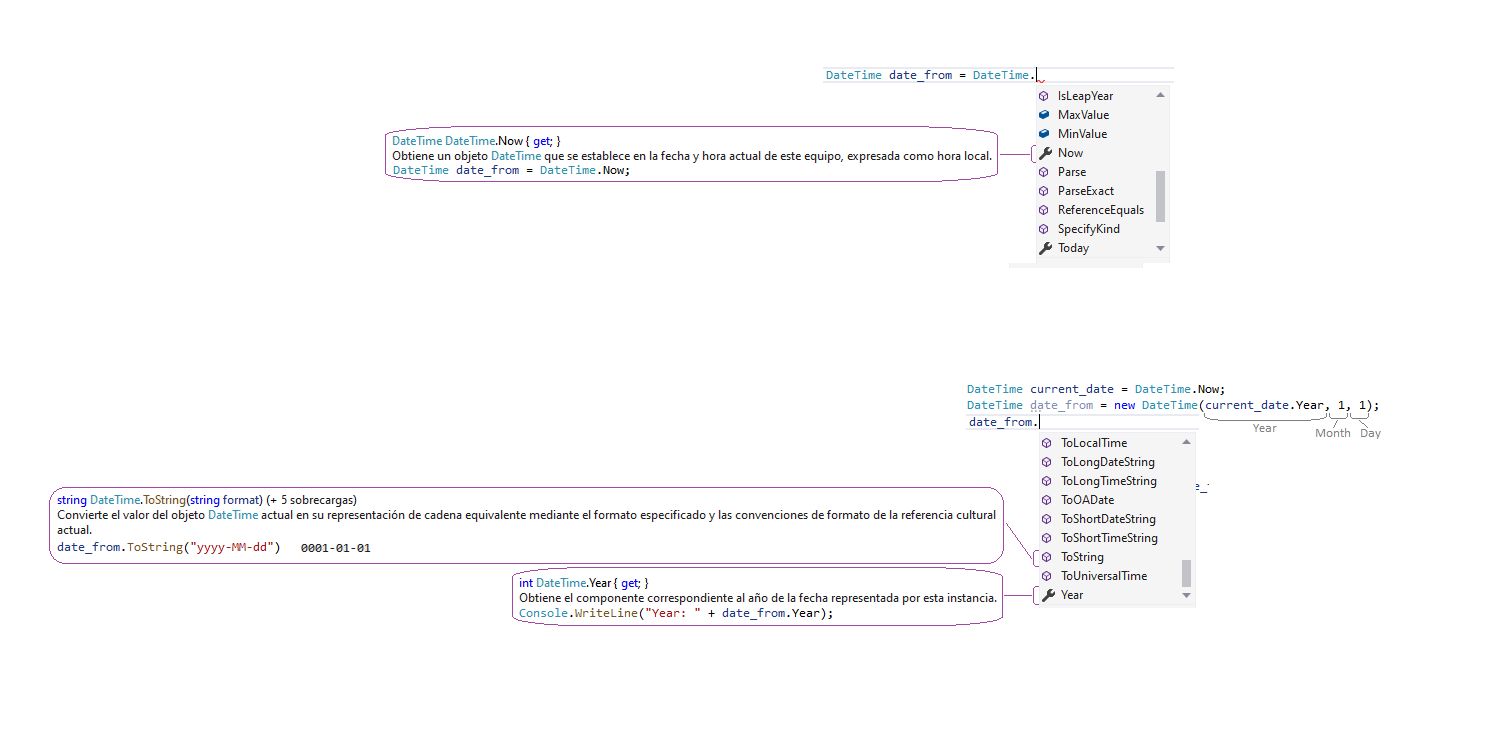 DateTime date_from = DateTime.
IsLeapYear
MaxValue
MinValue
Now
Parse
ParseExact
ReferenceEquals
SpecifyKind
Today
DateTime DateTime.Now { get; }
Obtiene un objeto DateTime que se establece en la fecha y hora actual de este equipo, expresada como hora local.
DateTime date_from = DateTime.Now;
DateTime current_date = DateTime.Now;
DateTime date_from = new DateTime(current_date.Year, 1, 1);
date_from.
Year
Month
Day
ToLocalTime
ToLongDateString
ToLongTimeString
ToOADate
ToShortDateString
ToShortTimeString
ToString
ToUniversalTime
Year
string DateTime.ToString(string format) (+ 5 sobrecargas)
Convierte el valor del objeto DateTime actual en su representación de cadena equivalente mediante el formato especificado y las convenciones de formato de la referencia cultural
actual.
date_from.ToString("yyyy-MM-dd") 0001-01-01
int DateTime.Year { get; }
Obtiene el componente correspondiente al año de la fecha representada por esta instancia.
Console.WriteLine("Year: " + date_from.Year);